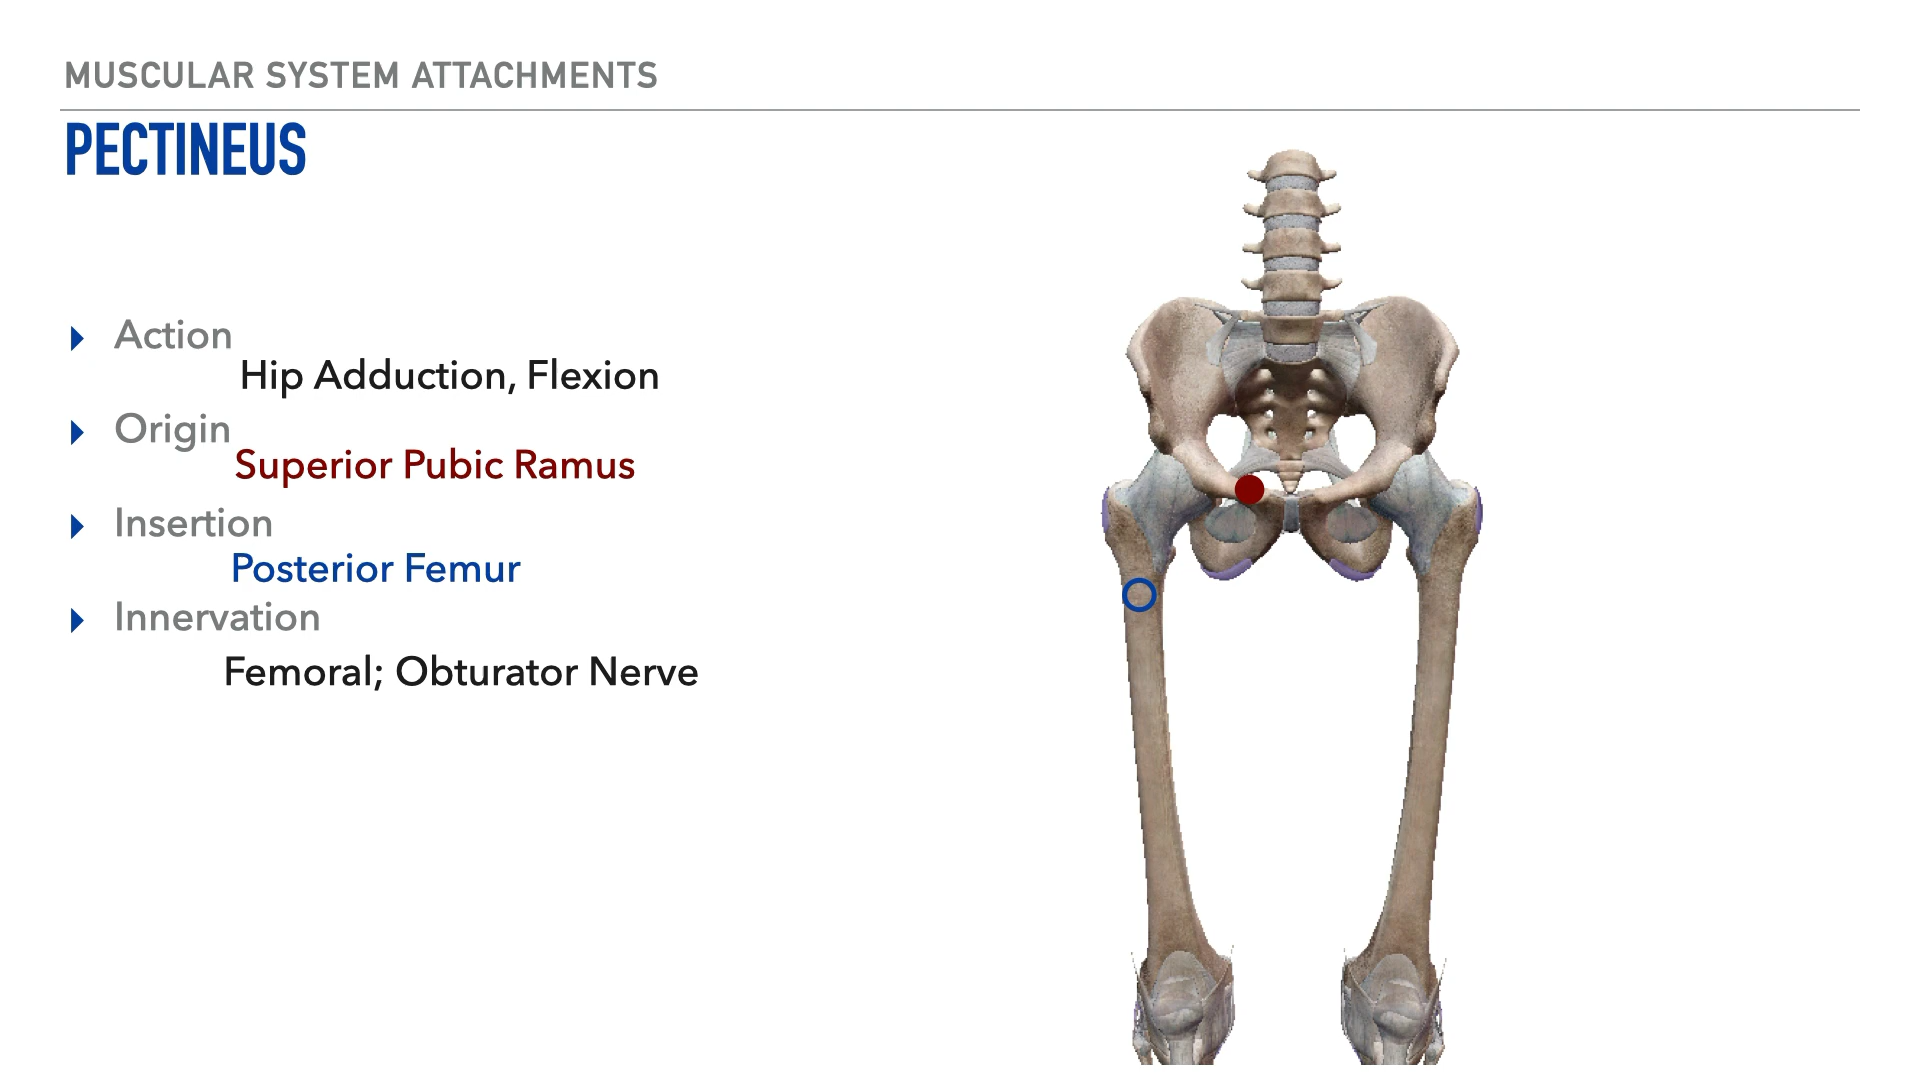 MUSCULAR SYSTEM ATTACHMENTS
PECTINEUS
Action
Hip Adduction, Flexion
Origin
Superior Pubic Ramus
Insertion
Posterior Femur
Innervation
Femoral; Obturator Nerve